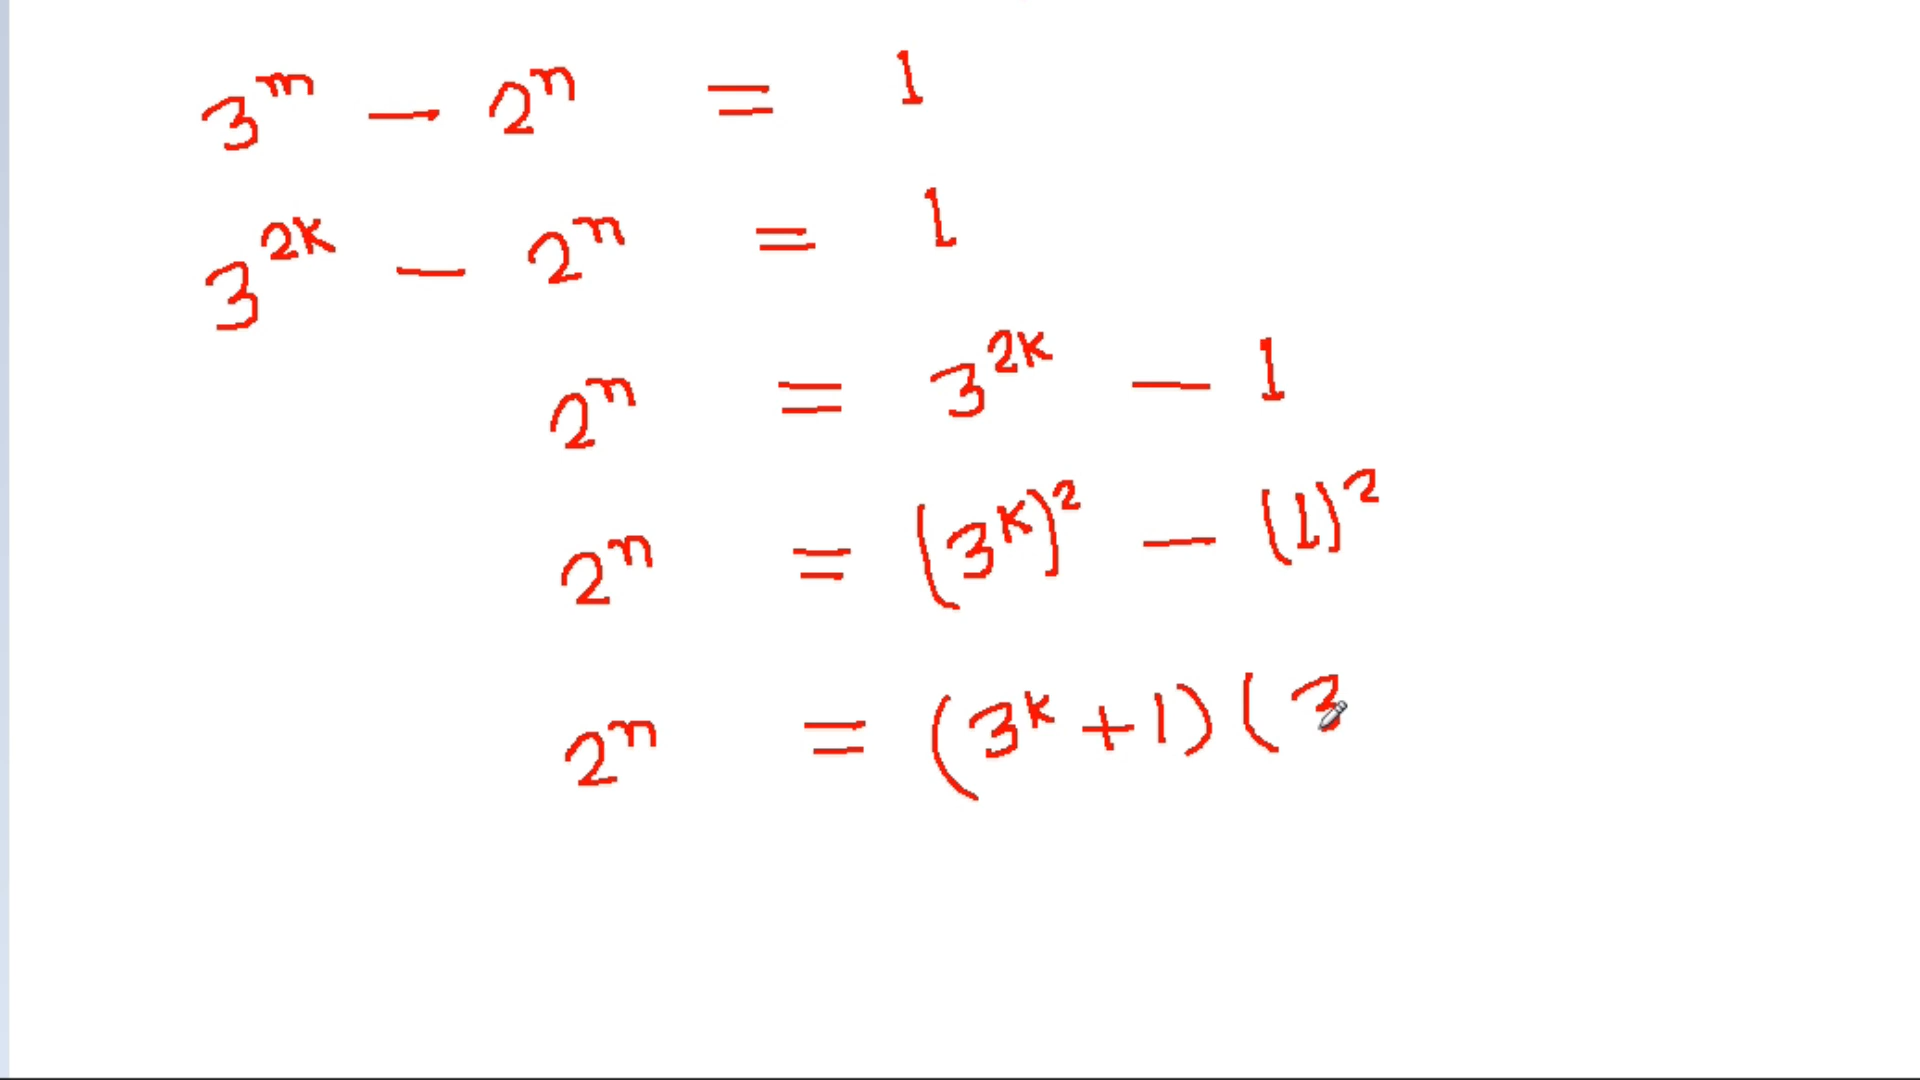 3^m − 2^n = 1
3^2k − 2^n = 1
2^n = 3^2k − 1
2^n = (3^k)^2 − (1)^2
2^n = (3^k + 1)(3